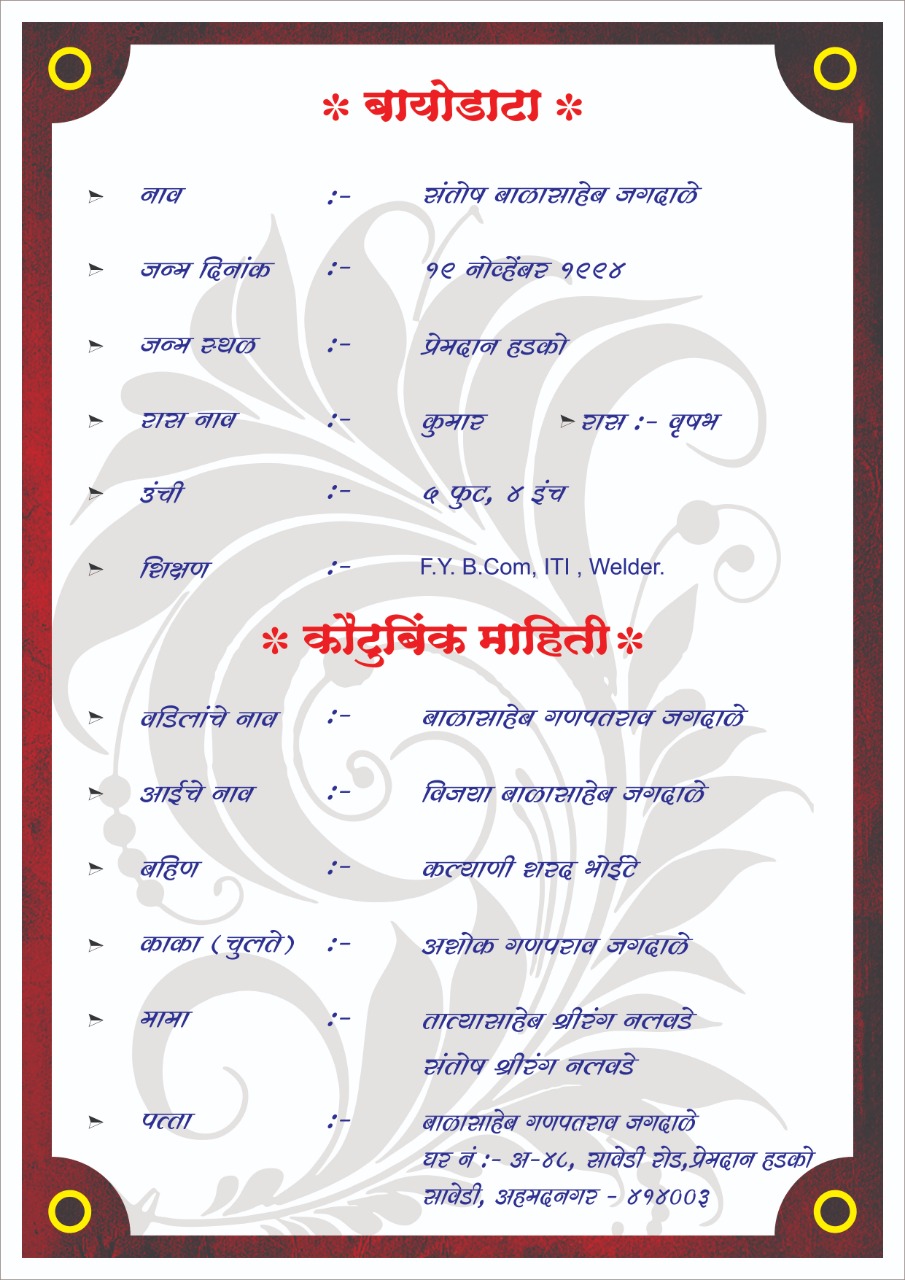 * बायोडाटा *
➢ नाव :- संतोष बाळासाहेब जगदाळे
➢ जन्म दिनांक :- १९ नोव्हेंबर १९९४
➢ जन्म स्थळ :- प्रेमदान हडको
➢ रास नाव :- कुमार ➢ रास :- वृषभ
➢ उंची :- ५ फुट, ४ इंच
➢ शिक्षण :- F.Y. B.Com, ITI , Welder.
* कौटुबिंक माहिती *
➢ वडिलांचे नाव :- बाळासाहेब गणपतराव जगदाळे
➢ आईचे नाव :- विजया बाळासाहेब जगदाळे
➢ बहिण :- कल्याणी शरद भोईटे
➢ काका (चुलते) :- अशोक गणपराव जगदाळे
➢ मामा :- तात्यासाहेब श्रीरंग नलवडे
संतोष श्रीरंग नलवडे
➢ पत्ता :- बाळासाहेब गणपतराव जगदाळे
घर नं :- अ-४८, सावेडी रोड,प्रेमदान हडको
सावेडी, अहमदनगर - ४१४००३